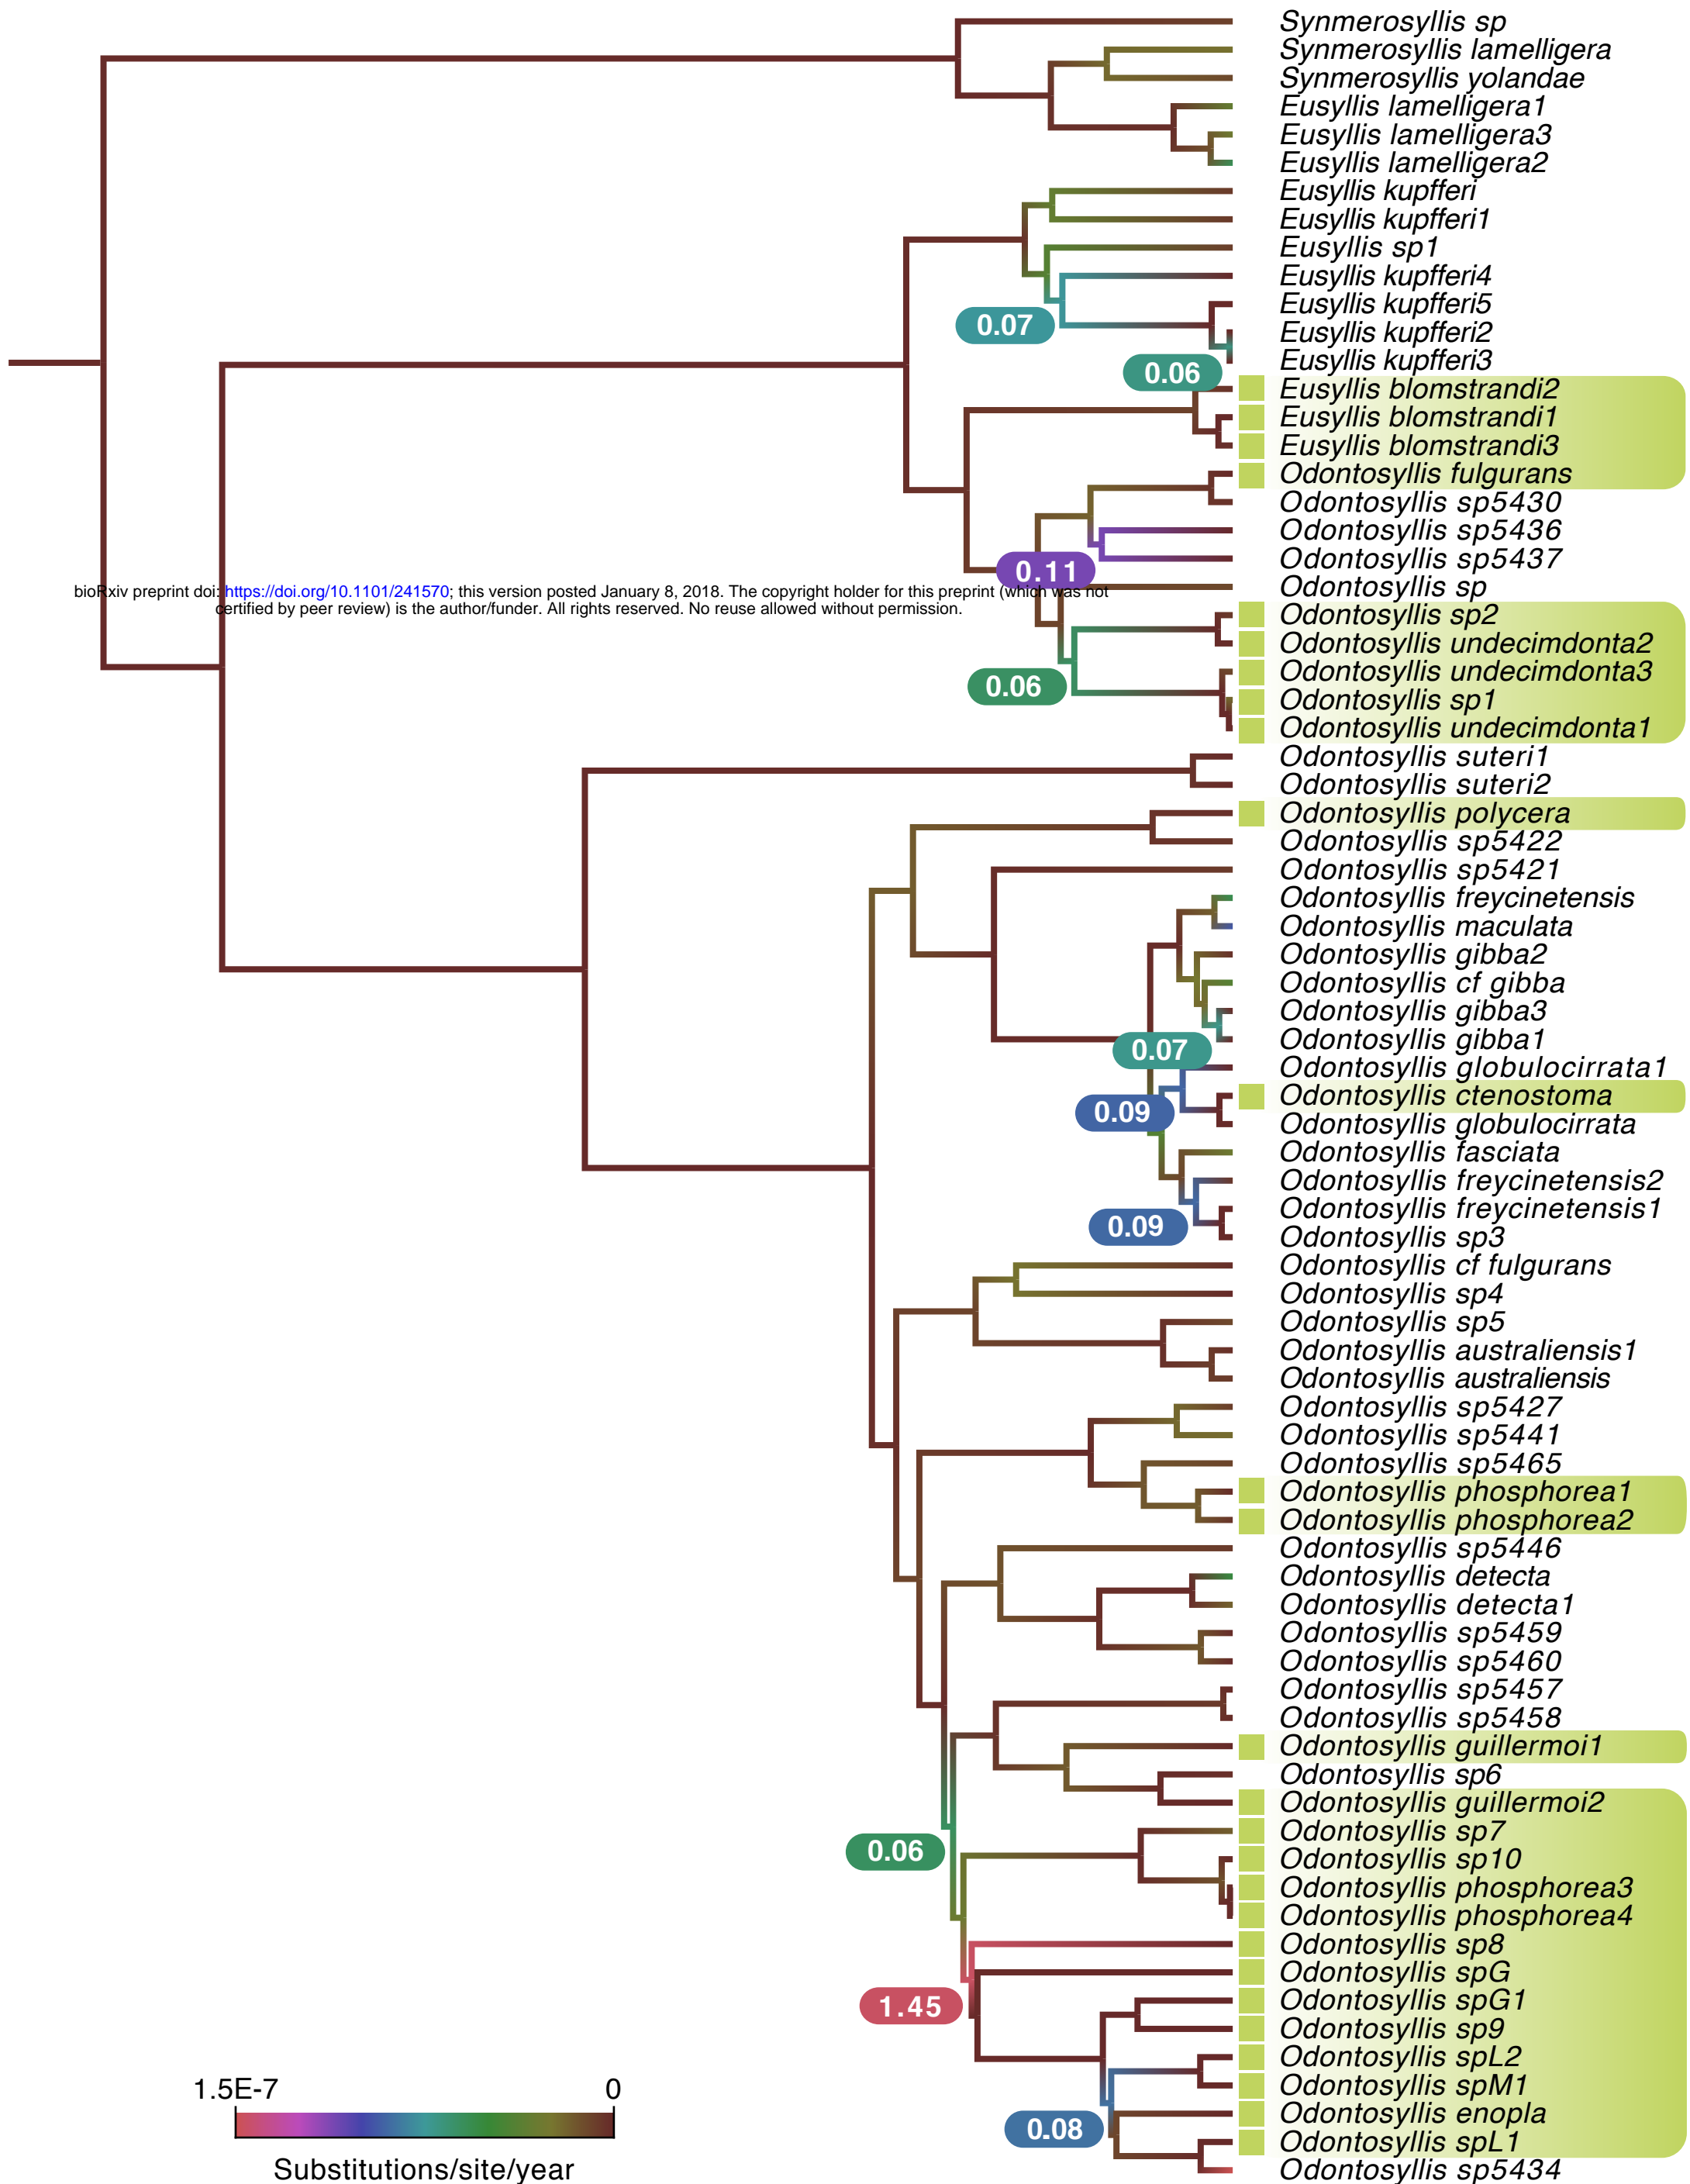 Synmerosyllis sp
Synmerosyllis lamelligera
Synmerosyllis yolandae
Eusyllis lamelligera1
Eusyllis lamelligera3
Eusyllis lamelligera2
Eusyllis kupfferi
Eusyllis kupfferi1
Eusyllis sp1
Eusyllis kupfferi4
Eusyllis kupfferi5
0.07
Eusyllis kupfferi2
Eusyllis kupfferi3
0.06
Eusyllis blomstrandi2
Eusyllis blomstrandi1
Eusyllis blomstrandi3
Odontosyllis fulgurans
Odontosyllis sp5430
Odontosyllis sp5436
Odontosyllis sp5437
0.11
Odontosyllis sp
bioRxiv preprint doi: https://doi.org/10.1101/241570; this version posted January 8, 2018. The copyright holder for this preprint (which was not
certified by peer review) is the author/funder. All rights reserved. No reuse allowed without permission.
Odontosyllis sp2
Odontosyllis undecimdonta2
Odontosyllis undecimdonta3
0.06
Odontosyllis sp1
Odontosyllis undecimdonta1
Odontosyllis suteri1
Odontosyllis suteri2
Odontosyllis polycera
Odontosyllis sp5422
Odontosyllis sp5421
Odontosyllis freycinetensis
Odontosyllis maculata
Odontosyllis gibba2
Odontosyllis cf gibba
Odontosyllis gibba3
Odontosyllis gibba1
0.07
Odontosyllis globulocirrata1
Odontosyllis ctenostoma
0.09
Odontosyllis globulocirrata
Odontosyllis fasciata
Odontosyllis freycinetensis2
Odontosyllis freycinetensis1
0.09
Odontosyllis sp3
Odontosyllis cf fulgurans
Odontosyllis sp4
Odontosyllis sp5
Odontosyllis australiensis1
Odontosyllis australiensis
Odontosyllis sp5427
Odontosyllis sp5441
Odontosyllis sp5465
Odontosyllis phosphorea1
Odontosyllis phosphorea2
Odontosyllis sp5446
Odontosyllis detecta
Odontosyllis detecta1
Odontosyllis sp5459
Odontosyllis sp5460
Odontosyllis sp5457
Odontosyllis sp5458
Odontosyllis guillermoi1
Odontosyllis sp6
Odontosyllis guillermoi2
Odontosyllis sp7
0.06
Odontosyllis sp10
Odontosyllis phosphorea3
Odontosyllis phosphorea4
Odontosyllis sp8
Odontosyllis spG
1.45
Odontosyllis spG1
Odontosyllis sp9
Odontosyllis spL2
Odontosyllis spM1
1.5E-7 0
Odontosyllis enopla
0.08
Odontosyllis spL1
Odontosyllis sp5434
Substitutions/site/year